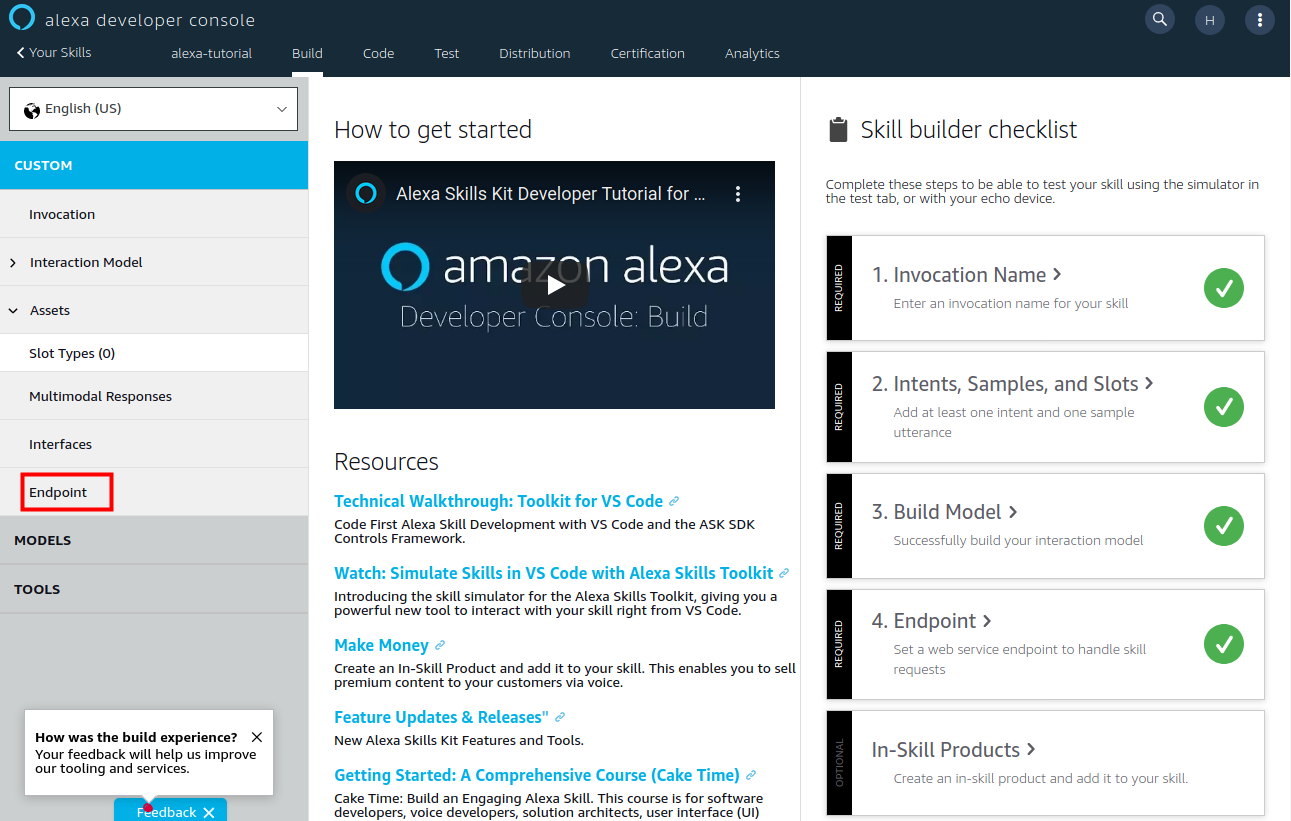 alexa developer console
H
Your Skills
alexa-tutorial
Build
Code
Test
Distribution
Certification
Analytics
English (US)
CUSTOM
Invocation
Interaction Model
Assets
Slot Types (0)
Multimodal Responses
Interfaces
Endpoint
MODELS
TOOLS
How was the build experience?
Your feedback will help us improve
our tooling and services.
Feedback
How to get started
Alexa Skills Kit Developer Tutorial for ...
amazon alexa
Developer Console: Build
Resources
Technical Walkthrough: Toolkit for VS Code
Code First Alexa Skill Development with VS Code and the ASK SDK
Controls Framework.
Watch: Simulate Skills in VS Code with Alexa Skills Toolkit
Introducing the skill simulator for the Alexa Skills Toolkit, giving you a
powerful new tool to interact with your skill right from VS Code.
Make Money
Create an In-Skill Product and add it to your skill. This enables you to sell
premium content to your customers via voice.
Feature Updates & Releases"
New Alexa Skills Kit Features and Tools.
Getting Started: A Comprehensive Course (Cake Time)
Cake Time: Build an Engaging Alexa Skill. This course is for software
developers, voice developers, solution architects, user interface (UI)
Skill builder checklist
Complete these steps to be able to test your skill using the simulator in
the test tab, or with your echo device.
REQUIRED
1. Invocation Name
Enter an invocation name for your skill
REQUIRED
2. Intents, Samples, and Slots
Add at least one intent and one sample
utterance
REQUIRED
3. Build Model
Successfully build your interaction model
REQUIRED
4. Endpoint
Set a web service endpoint to handle skill
requests
OPTIONAL
In-Skill Products
Create an in-skill product and add it to your skill.